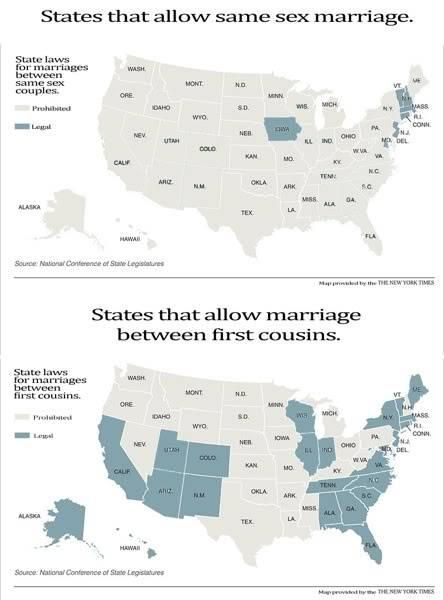 States that allow same sex marriage.
State laws
for marriages
between
same sex
couples.
Prohibited
Legal
WASH.
ORE.
CALIF.
NEV.
IDAHO
MONT.
WYO.
UTAH
COLO.
ARIZ.
N.M.
N.D.
S.D.
NEB.
KAN.
OKLA.
TEX.
MINN.
IOWA
MO.
ARK.
LA.
WIS.
ILL
IND.
MICH.
OHIO
KY.
TENN.
MISS.
ALA.
GA.
FLA
S.C.
N.C.
VA.
W.VA.
PA.
N.Y.
VT.
N.H.
ME
MASS.
R.I.
CONN.
N.J.
DEL.
MD.
ALASKA
HAWAII
Source: National Conference of State Legislatures
Map provided by the THE NEW YORK TIMES
States that allow marriage
between first cousins.
State laws
for marriages
between
first cousins.
Prohibited
Legal
WASH.
ORE.
CALIF.
NEV.
IDAHO
MONT.
WYO.
UTAH
COLO.
ARIZ.
N.M.
N.D.
S.D.
NEB.
KAN.
OKLA.
TEX.
MINN.
IOWA
MO.
ARK.
LA.
WIS.
ILL
IND.
MICH.
OHIO
KY.
TENN.
MISS.
ALA.
GA.
FLA
S.C.
N.C
VA.
W.VA.
PA.
N.Y.
VT
N.H.
ME
MASS.
R.I.
CONN.
N.J.
DEL.
MD.
ALASKA
HAWAII
Source: National Conference of State Legislatures
Map provided by the THE NEW YORK TIMES